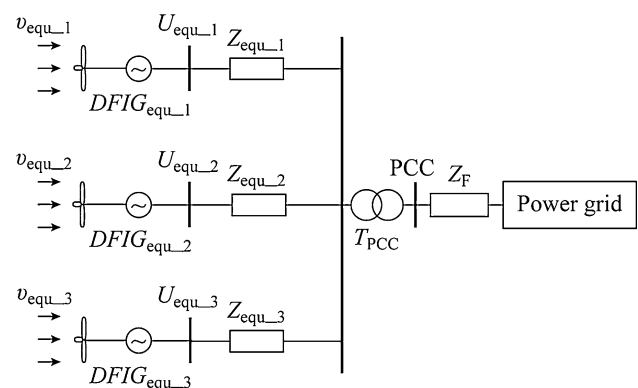 v_equ_1
U_equ_1
Z_equ_1
DFIG_equ_1
v_equ_2
U_equ_2
Z_equ_2
DFIG_equ_2
PCC
Z_F
Power grid
T_PCC
v_equ_3
U_equ_3
Z_equ_3
DFIG_equ_3